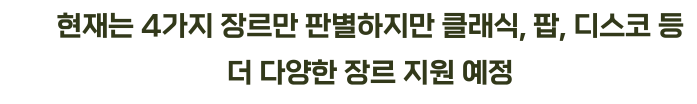 현재는 4가지 장르만 판별하지만 클래식, 팝, 디스코 등
더 다양한 장르 지원 예정